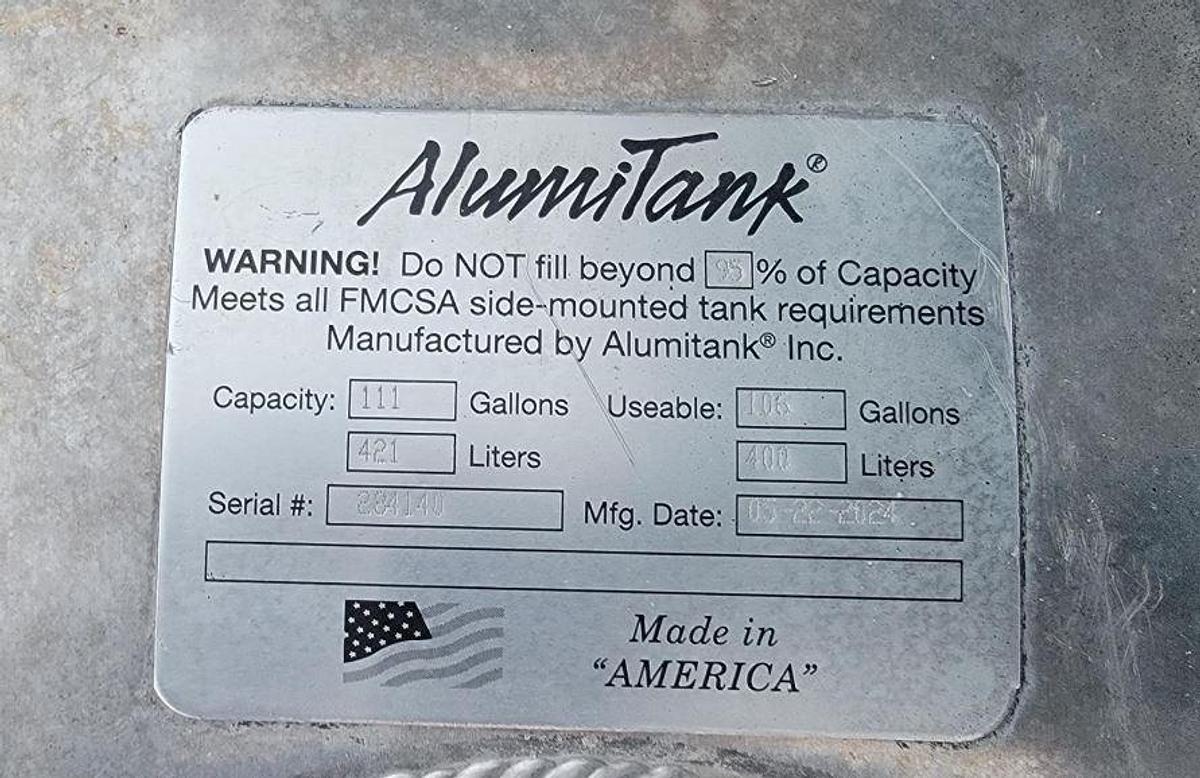 AlumiTank®
WARNING! Do NOT fill beyond 95 % of Capacity
Meets all FMCSA side-mounted tank requirements
Manufactured by Alumitank® Inc.
Capacity: 111 Gallons Useable: 106 Gallons
421 Liters 400 Liters
Serial #: 284140 Mfg. Date: 03-22-2024
Made in
“AMERICA”